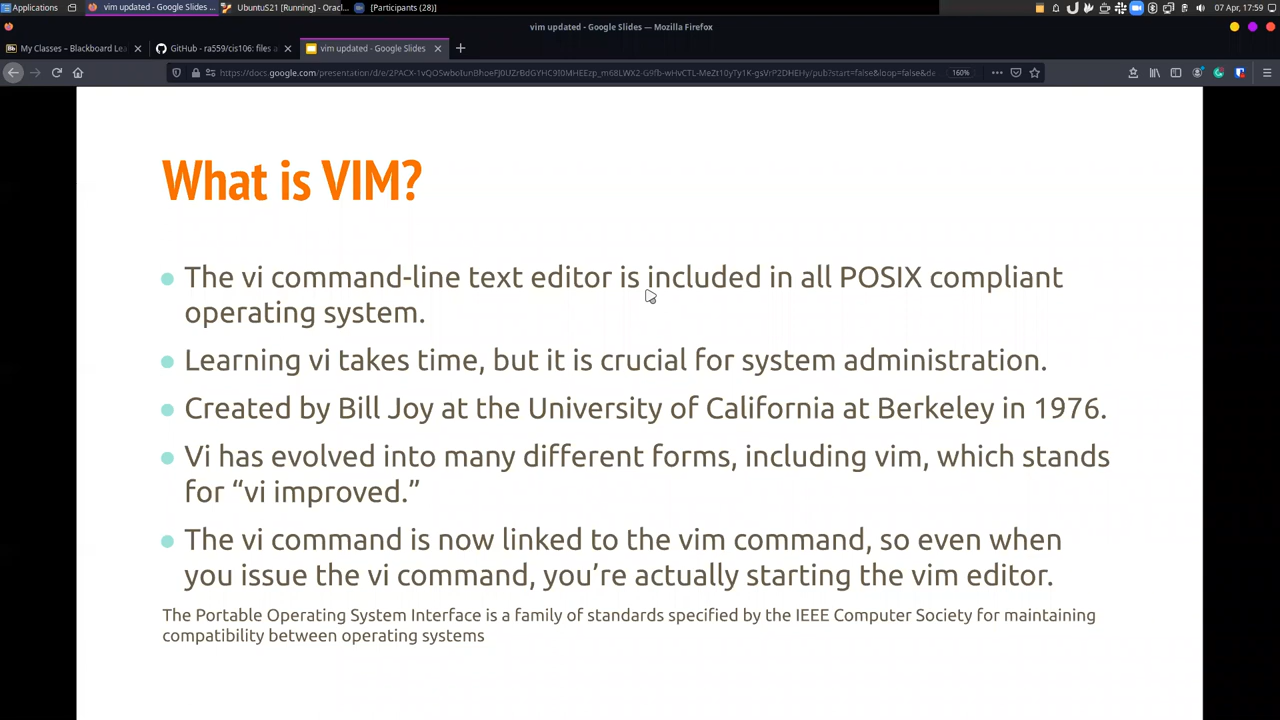 Applications
vim updated - Google Slides ...
UbuntuS21 [Running] - Oracl...
[Participants (28)]
07 Apr, 17:59
vim updated - Google Slides — Mozilla Firefox
My Classes – Blackboard Le
GitHub - ra559/cis106: files a
vim updated - Google Slides
160%
What is VIM?
The vi command-line text editor is included in all POSIX compliant
operating system.
Learning vi takes time, but it is crucial for system administration.
Created by Bill Joy at the University of California at Berkeley in 1976.
Vi has evolved into many different forms, including vim, which stands
for “vi improved.”
The vi command is now linked to the vim command, so even when
you issue the vi command, you’re actually starting the vim editor.
The Portable Operating System Interface is a family of standards specified by the IEEE Computer Society for maintaining
compatibility between operating systems